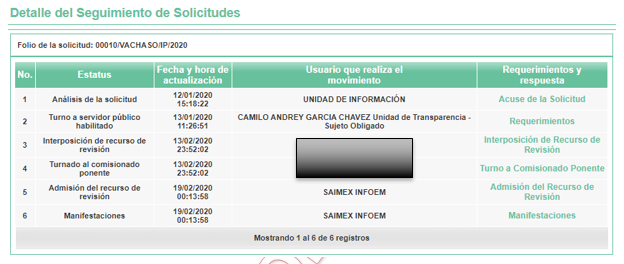 Detalle del Seguimiento de Solicitudes
Folio de la solicitud: 00010/VACHASO/IP/2020
No. Estatus Fecha y hora de actualización Usuario que realiza el movimiento Requerimientos y respuesta
1 Análisis de la solicitud 12/01/2020 15:18:22 UNIDAD DE INFORMACIÓN Acuse de la Solicitud
2 Turno a servidor público habilitado 13/01/2020 11:26:51 CAMILO ANDREY GARCIA CHAVEZ Unidad de Transparencia - Sujeto Obligado Requerimientos
3 Interposición de recurso de revisión 13/02/2020 23:52:02 Interposición de Recurso de Revisión
4 Turnado al comisionado ponente 13/02/2020 23:52:02 Turno a Comisionado Ponente
5 Admisión del recurso de revisión 19/02/2020 00:13:58 SAIMEX INFOEM Admisión del Recurso de Revisión
6 Manifestaciones 19/02/2020 00:13:58 SAIMEX INFOEM Manifestaciones
Mostrando 1 al 6 de 6 registros